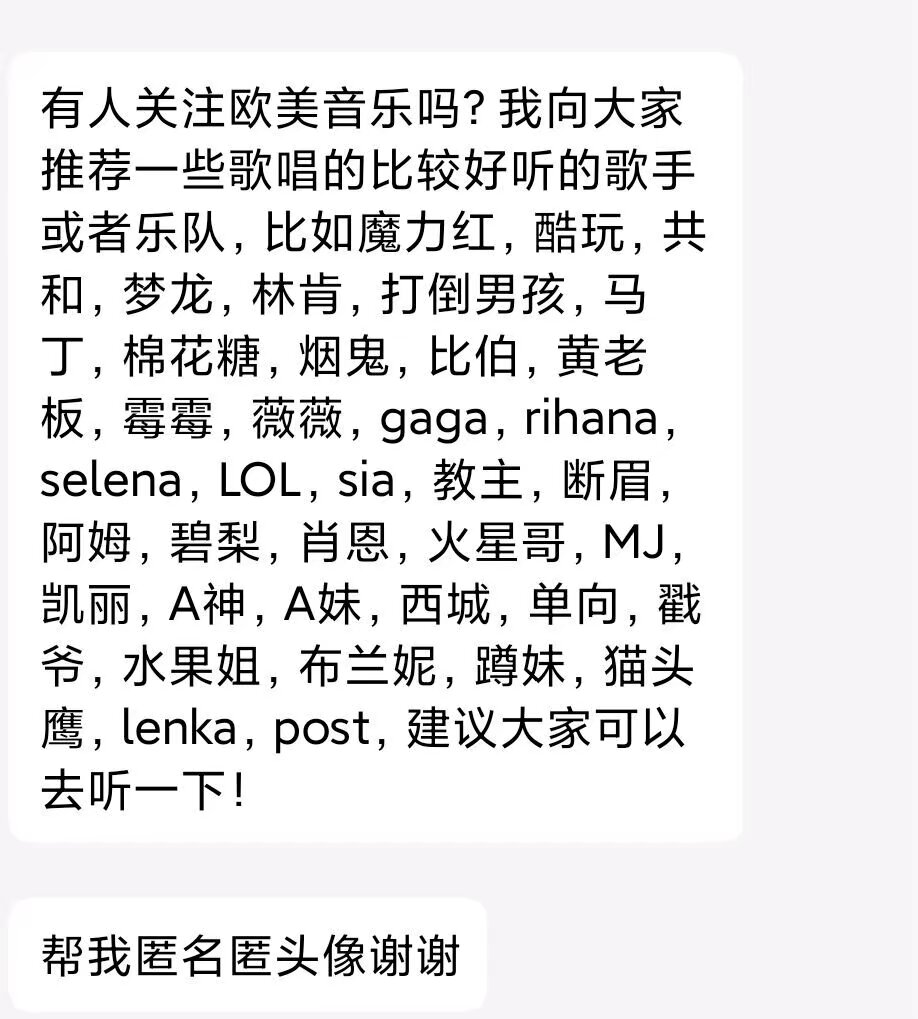 有人关注欧美音乐吗? 我向大家
推荐一些歌唱的比较好听的歌手
或者乐队, 比如魔力红, 酷玩, 共
和, 梦龙, 林肯, 打倒男孩, 马
丁, 棉花糖, 烟鬼, 比伯, 黄老
板, 霉霉, 薇薇, gaga, rihana,
selena, LOL, sia, 教主, 断眉,
阿姆, 碧梨, 肖恩, 火星哥, MJ,
凯丽, A神, A妹, 西城, 单向, 戳
爷, 水果姐, 布兰妮, 蹲妹, 猫头
鹰, lenka, post, 建议大家可以
去听一下!
帮我匿名匿头像谢谢